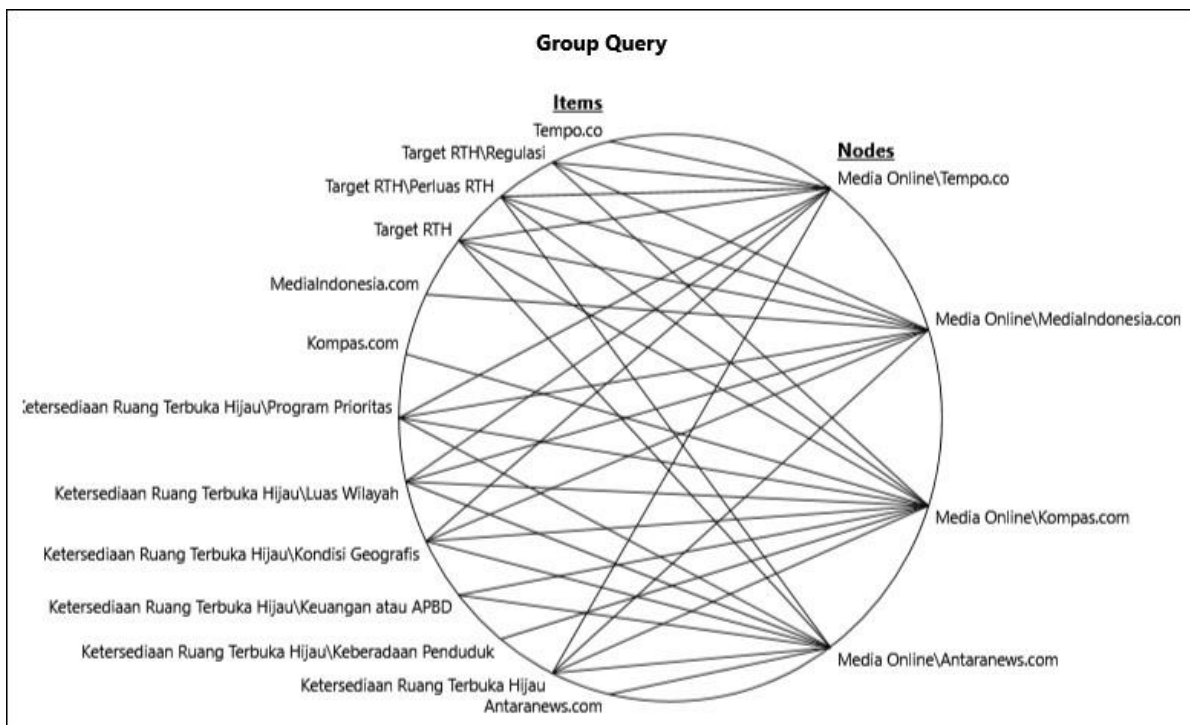 Group Query
Items
Tempo.co
Target RTH\Regulasi
Target RTH\Perluas RTH
Target RTH
MediaIndonesia.com
Kompas.com
Ketersediaan Ruang Terbuka Hijau\Program Prioritas
Ketersediaan Ruang Terbuka Hijau\Luas Wilayah
Ketersediaan Ruang Terbuka Hijau\Kondisi Geografis
Ketersediaan Ruang Terbuka Hijau\Keuangan atau APBD
Ketersediaan Ruang Terbuka Hijau\Keberadaan Penduduk
Ketersediaan Ruang Terbuka Hijau
Antaranews.com
Nodes
Media Online\Tempo.co
Media Online\MediaIndonesia.com
Media Online\Kompas.com
Media Online\Antaranews.com